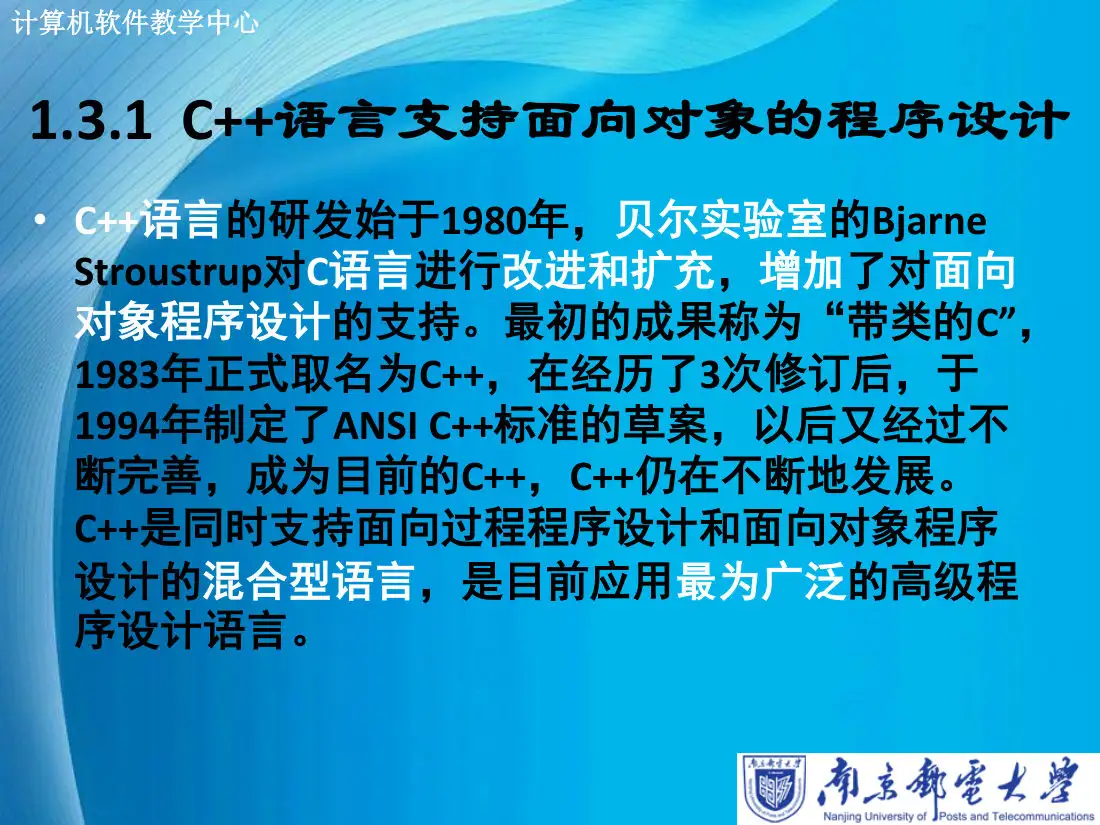 计算机软件教学中心
1.3.1 C++语言支持面向对象的程序设计
• C++语言的研发始于1980年，贝尔实验室的Bjarne
Stroustrup对C语言进行改进和扩充，增加了对面向
对象程序设计的支持。最初的成果称为“带类的C”，
1983年正式取名为C++，在经历了3次修订后，于
1994年制定了ANSI C++标准的草案，以后又经过不
断完善，成为目前的C++，C++仍在不断地发展。
C++是同时支持面向过程程序设计和面向对象程序
设计的混合型语言，是目前应用最为广泛的高级程
序设计语言。
南京郵電大學
Nanjing University of Posts and Telecommunications